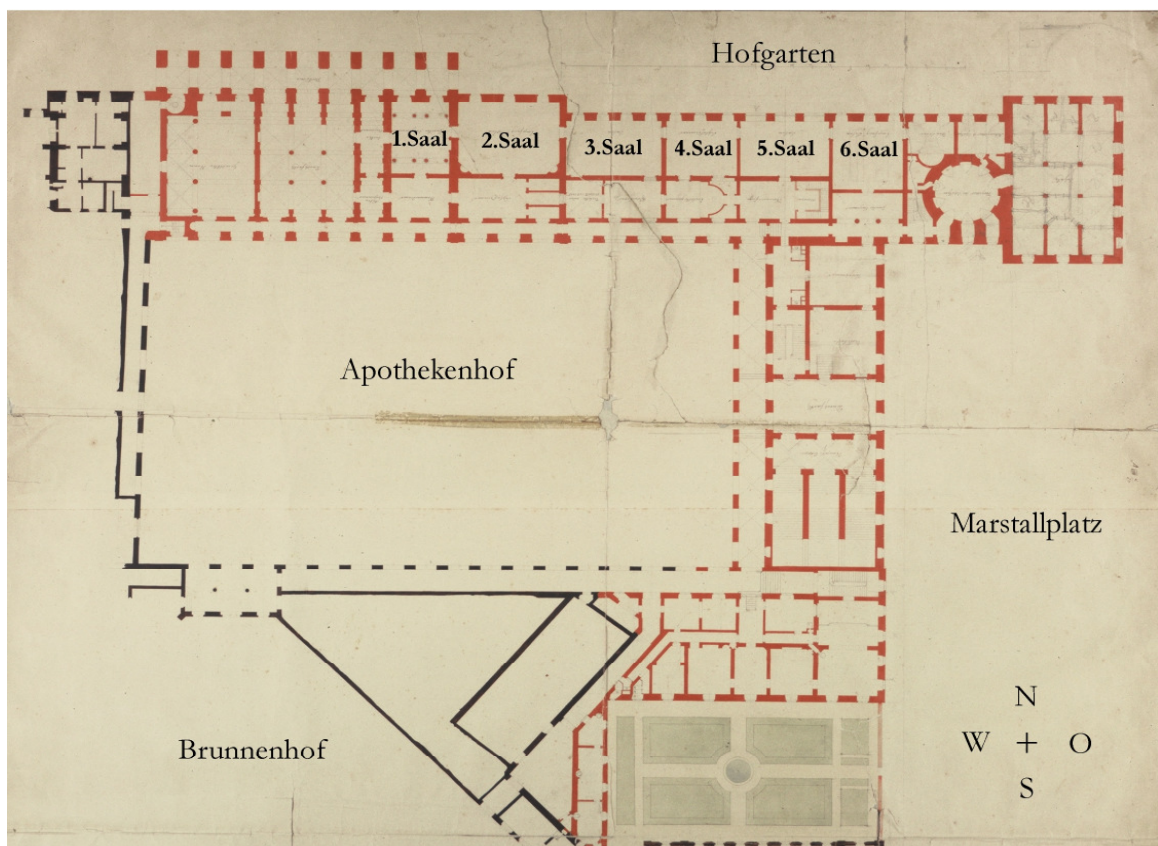 Hofgarten
1.Saal
2.Saal
3.Saal
4.Saal
5.Saal
6.Saal
Apothekenhof
Marstallplatz
N
W + O
S
Brunnenhof